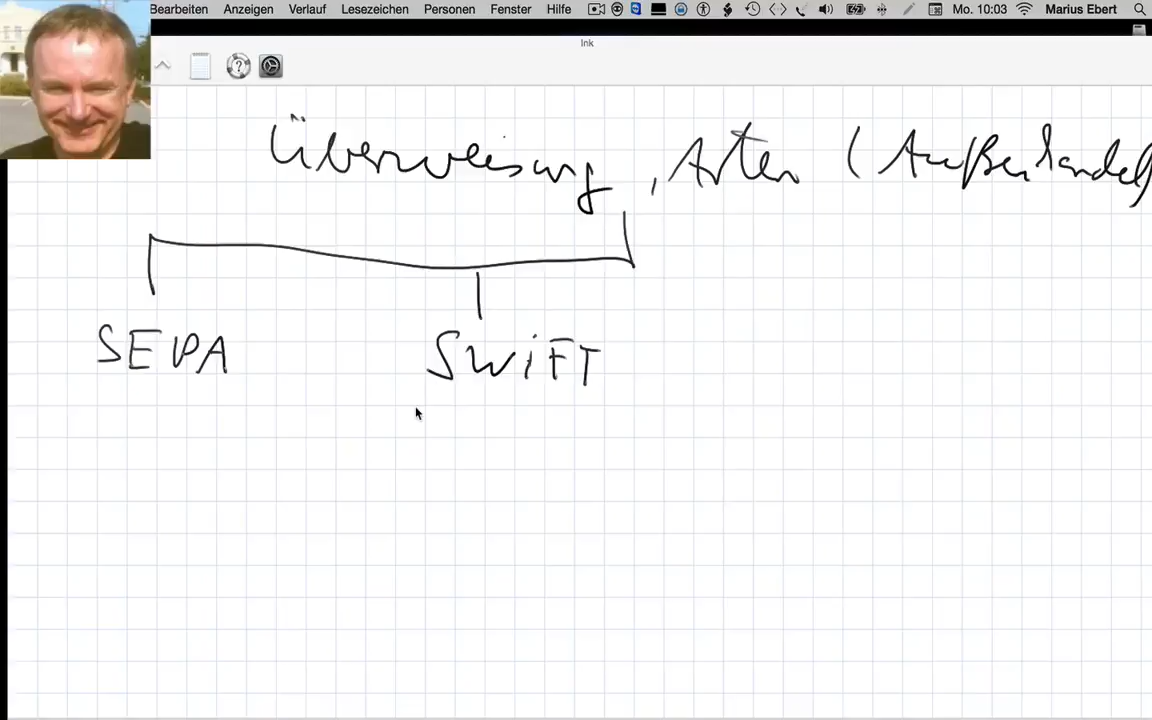 Bearbeiten Anzeigen Verlauf Lesezeichen Personen Fenster Hilfe Mo. 10:03 Marius Ebert
Ink
Überweisung, Arten (Außenhandel)
SEPA SWiFT